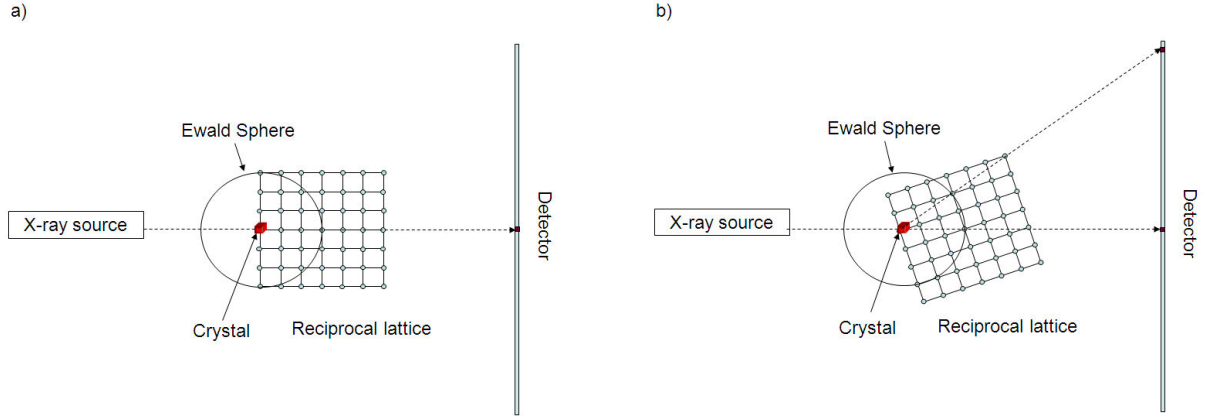 a)
Ewald Sphere
X-ray source
Crystal
Reciprocal lattice
Detector
b)
Ewald Sphere
X-ray source
Crystal
Reciprocal lattice
Detector